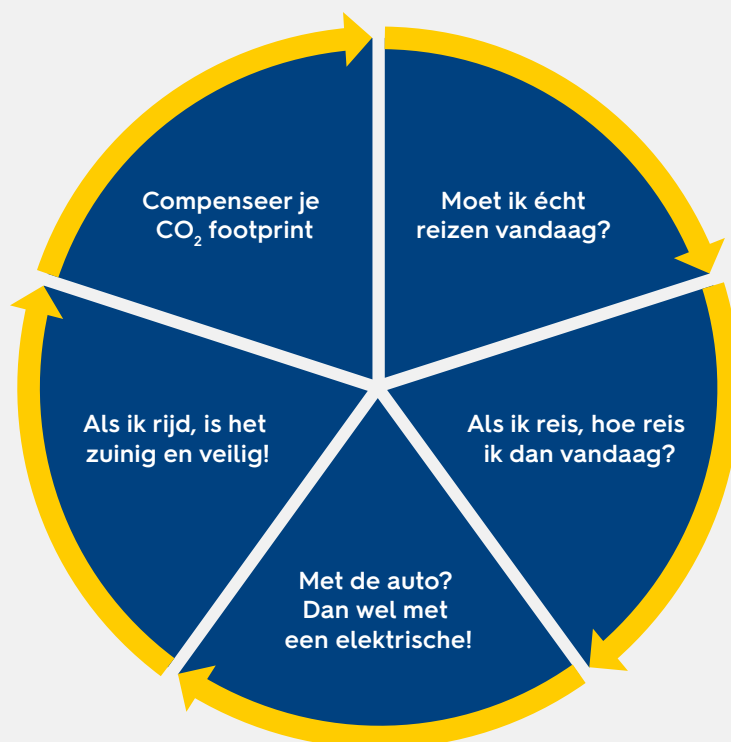 Moet ik écht
reizen vandaag?
Als ik reis, hoe reis
ik dan vandaag?
Met de auto?
Dan wel met
een elektrische!
Als ik rijd, is het
zuinig en veilig!
Compenseer je
CO₂ footprint